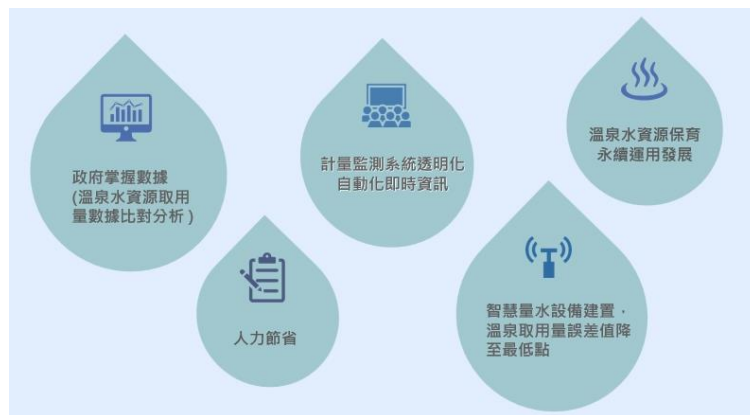 政府掌握數據
(溫泉水資源取用
量數據比對分析)
人力節省
計量監測系統透明化
自動化即時資訊
智慧量水設備建置，
溫泉取用量誤差值降
至最低點
溫泉水資源保育
永續運用發展